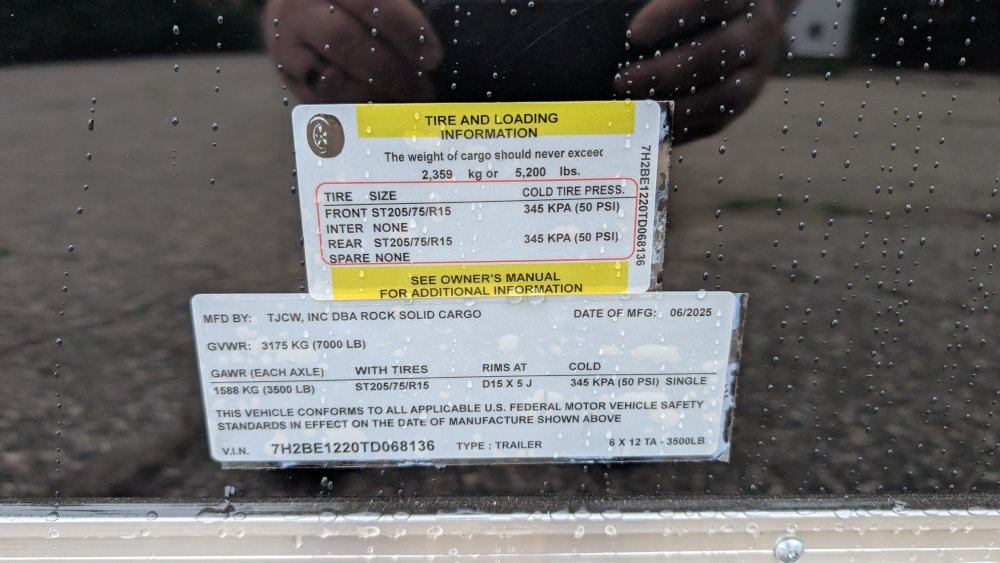 TIRE AND LOADING
INFORMATION
The weight of cargo should never exceed
2,359 kg or 5,200 lbs.
TIRE SIZE COLD TIRE PRESS.
FRONT ST205/75/R15 345 KPA (50 PSI)
INTER NONE
REAR ST205/75/R15 345 KPA (50 PSI)
SPARE NONE
SEE OWNER'S MANUAL
FOR ADDITIONAL INFORMATION
7H2BE1220TD068136
MFD BY: TJCW, INC DBA ROCK SOLID CARGO DATE OF MFG: 06/2025
GVWR: 3175 KG (7000 LB)
GAWR (EACH AXLE) WITH TIRES RIMS AT COLD
1588 KG (3500 LB) ST205/75/R15 D15 X 5 J 345 KPA (50 PSI) SINGLE
THIS VEHICLE CONFORMS TO ALL APPLICABLE U.S. FEDERAL MOTOR VEHICLE SAFETY
STANDARDS IN EFFECT ON THE DATE OF MANUFACTURE SHOWN ABOVE
V.I.N. 7H2BE1220TD068136 TYPE : TRAILER 6 X 12 TA - 3500LB